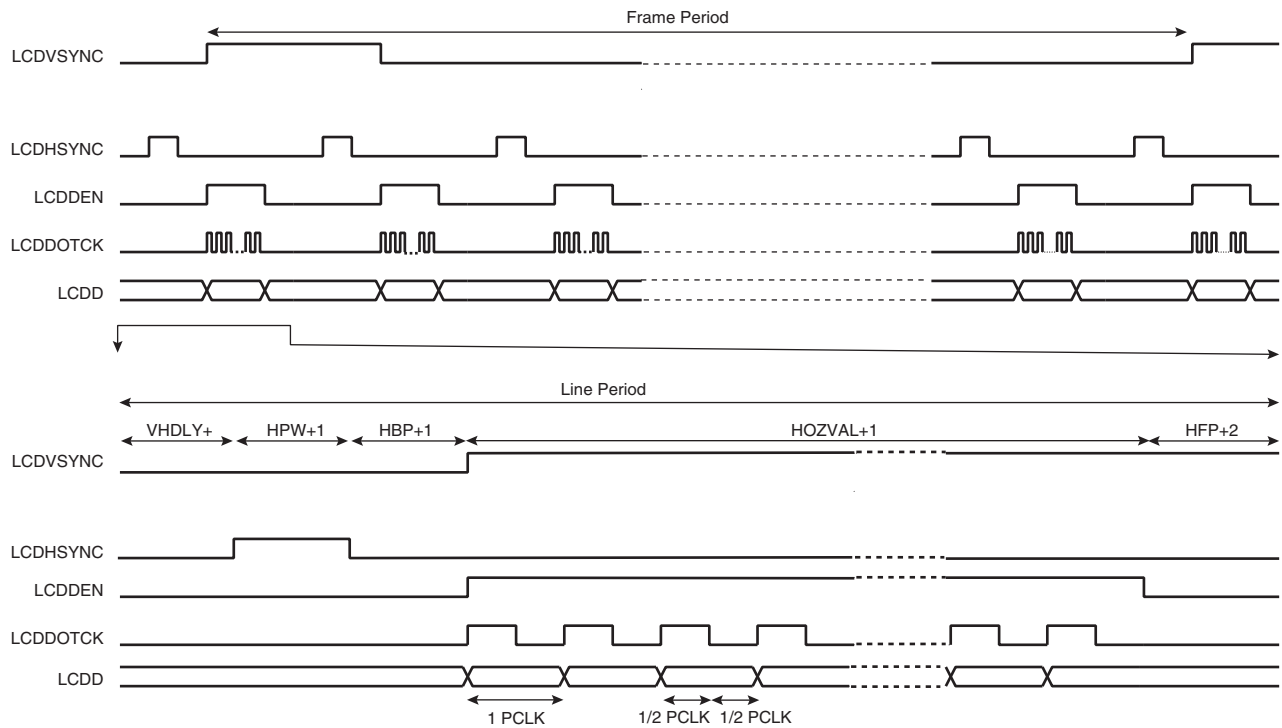 Frame Period
LCDVSYNC
LCDHSYNC
LCDDEN
LCDDOTCK
LCDD
Line Period
VHDLY+ HPW+1 HBP+1 HOZVAL+1 HFP+2
LCDVSYNC
LCDHSYNC
LCDDEN
LCDDOTCK
LCDD
1 PCLK 1/2 PCLK 1/2 PCLK